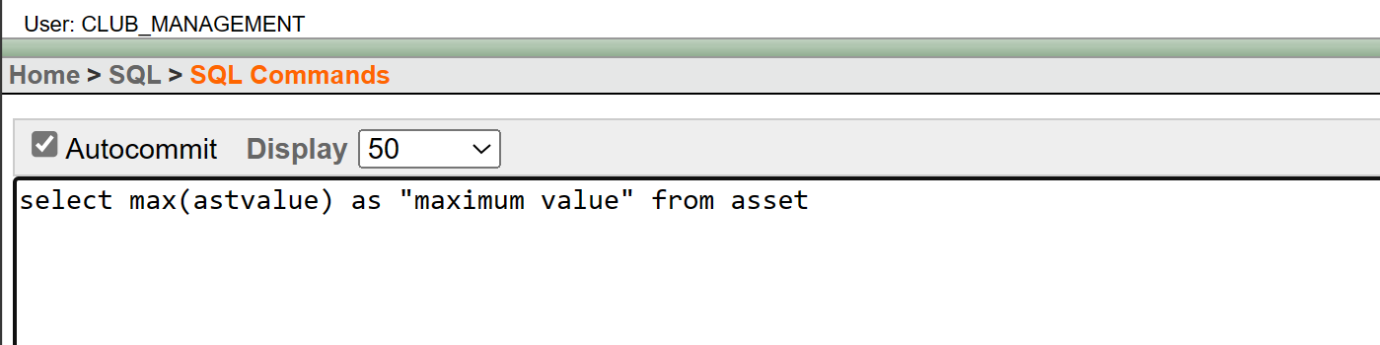 User: CLUB_MANAGEMENT
Home > SQL > SQL Commands
Autocommit Display 50
select max(astvalue) as "maximum value" from asset